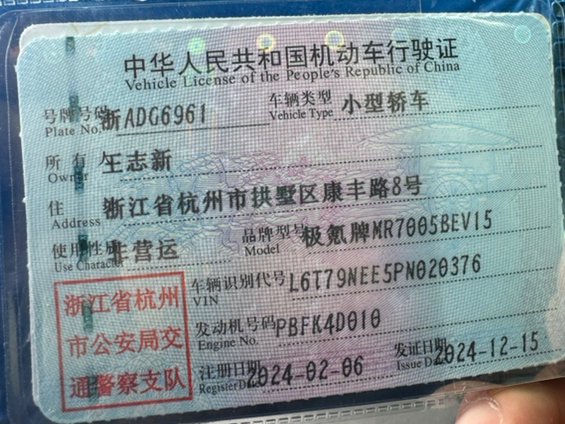 中华人民共和国机动车行驶证
Vehicle License of the People's Republic of China
号牌号码 浙ADG6961 车辆类型 小型轿车
Plate No. Vehicle Type
所有人 王志新
Owner
住 浙江省杭州市拱墅区康丰路8号
Address
使用性质 非营运 品牌型号 极氪牌MR7005BEV15
Use Character Model
车辆识别代号 L6T79NEE5PN020376
VIN
发动机号码 PBFK4D010
Engine No.
注册日期 2024-02-06 发证日期 2024-12-15
Register Issue
浙江省杭州
市公安局交
通警察支队